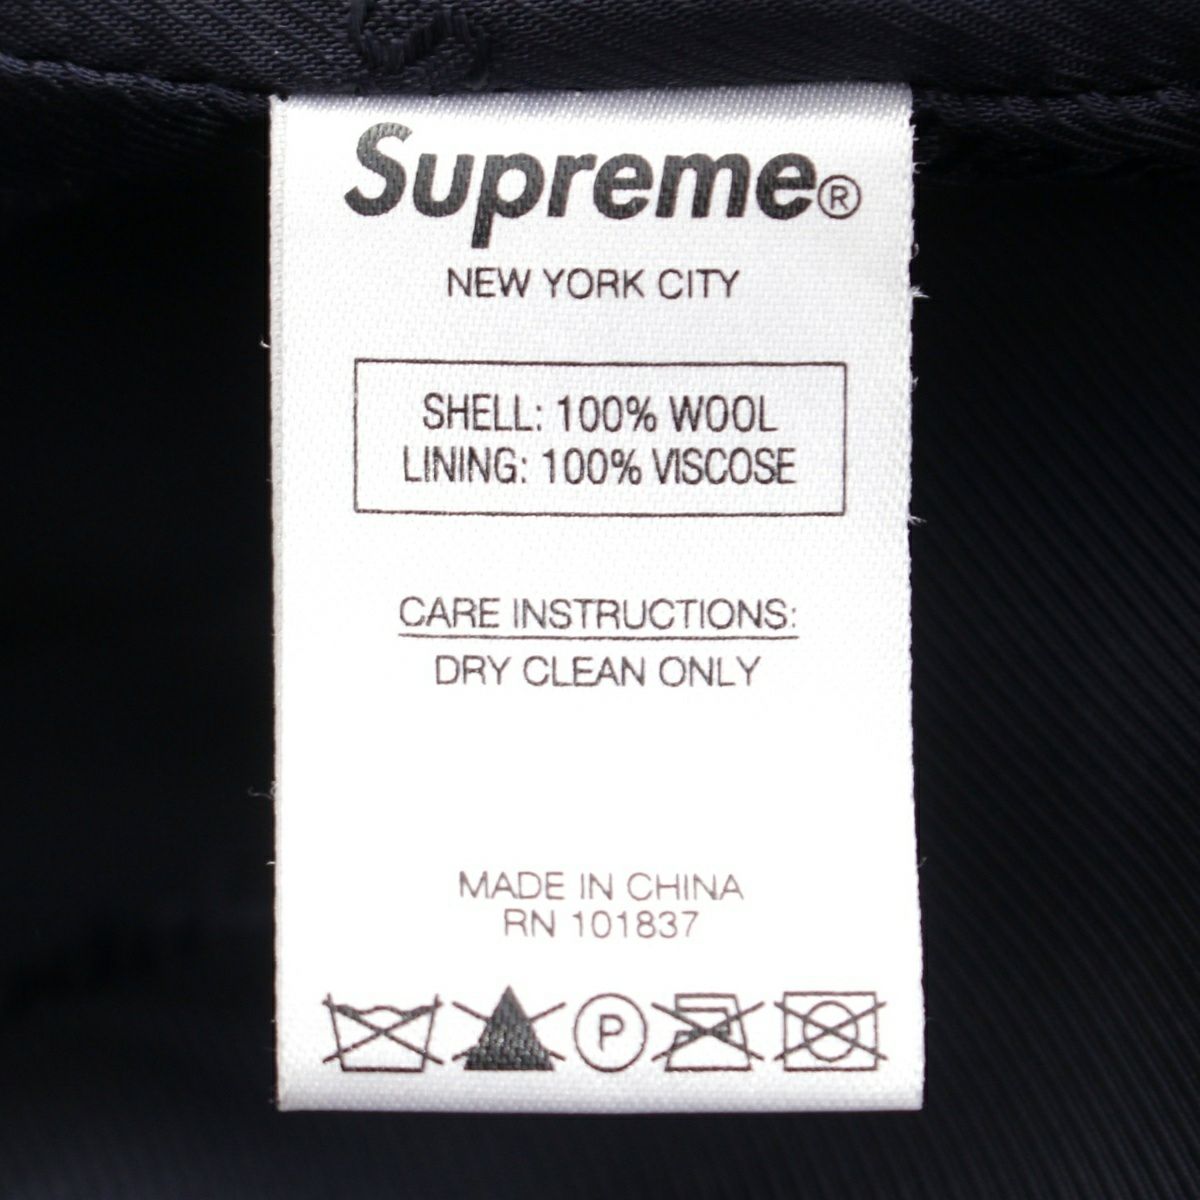 Supreme®
NEW YORK CITY
SHELL: 100% WOOL
LINING: 100% VISCOSE
CARE INSTRUCTIONS:
DRY CLEAN ONLY
MADE IN CHINA
RN 101837
P